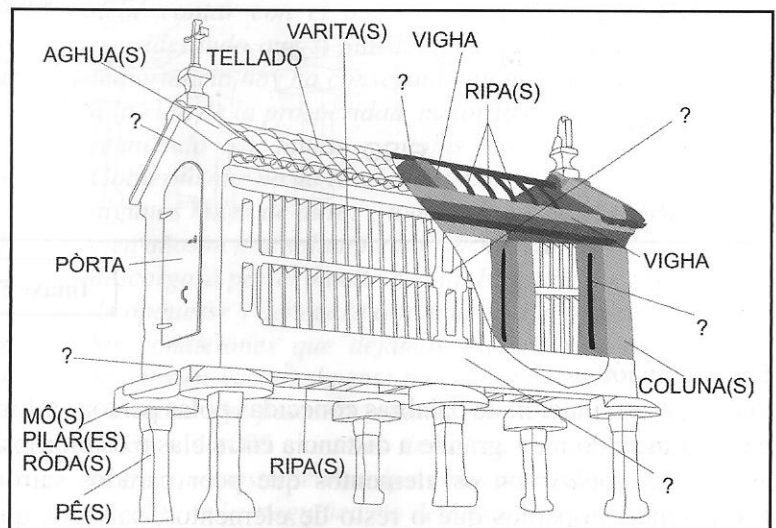 VARITA(S)
VIGHA
AGHUA(S)
TELLADO
?
RIPA(S)
?
?
PÒRTA
VIGHA
?
?
COLUNA(S)
MÔ(S)
PILAR(ES)
RÒDA(S)
RIPA(S)
?
PÊ(S)